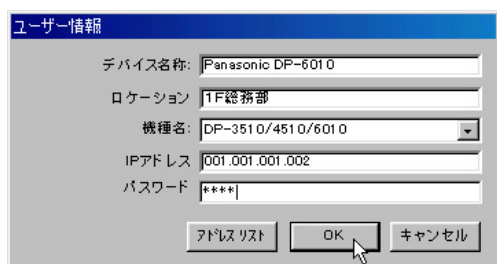 ユーザー情報
デバイス名称: Panasonic DP-6010
ロケーション 1F総務部
機種名: DP-3510/4510/6010
IPアドレス 001.001.001.002
パスワード ****
アドレス リスト OK キャンセル